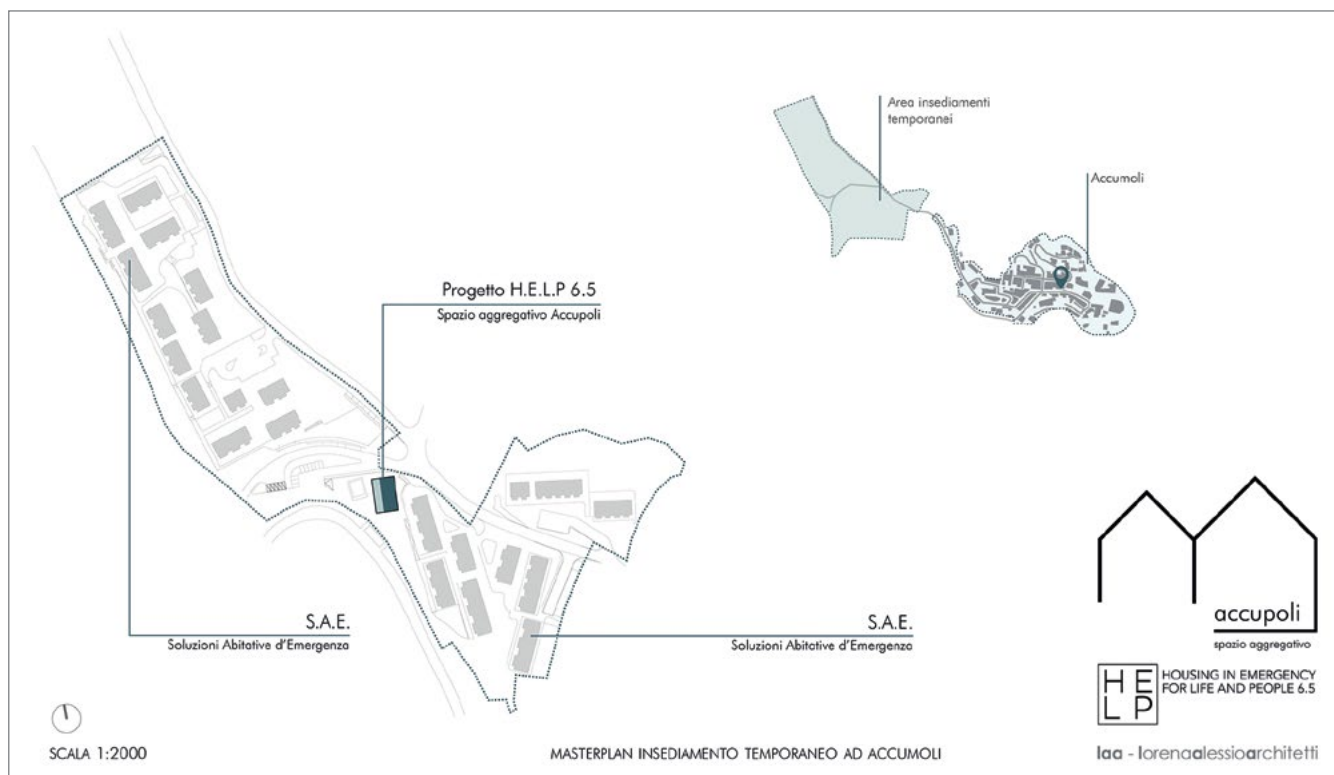 Area insediamenti
temporanei
Accumoli
Progetto H.E.L.P 6.5
Spazio aggregativo Accupoli
S.A.E.
Soluzioni Abitative d'Emergenza
S.A.E.
Soluzioni Abitative d'Emergenza
accupoli
spazio aggregativo
HE
LP
HOUSING IN EMERGENCY
FOR LIFE AND PEOPLE 6.5
SCALA 1:2000
MASTERPLAN INSEDIAMENTO TEMPORANEO AD ACCUMOLI
laa - lorenaalessioarchitetti